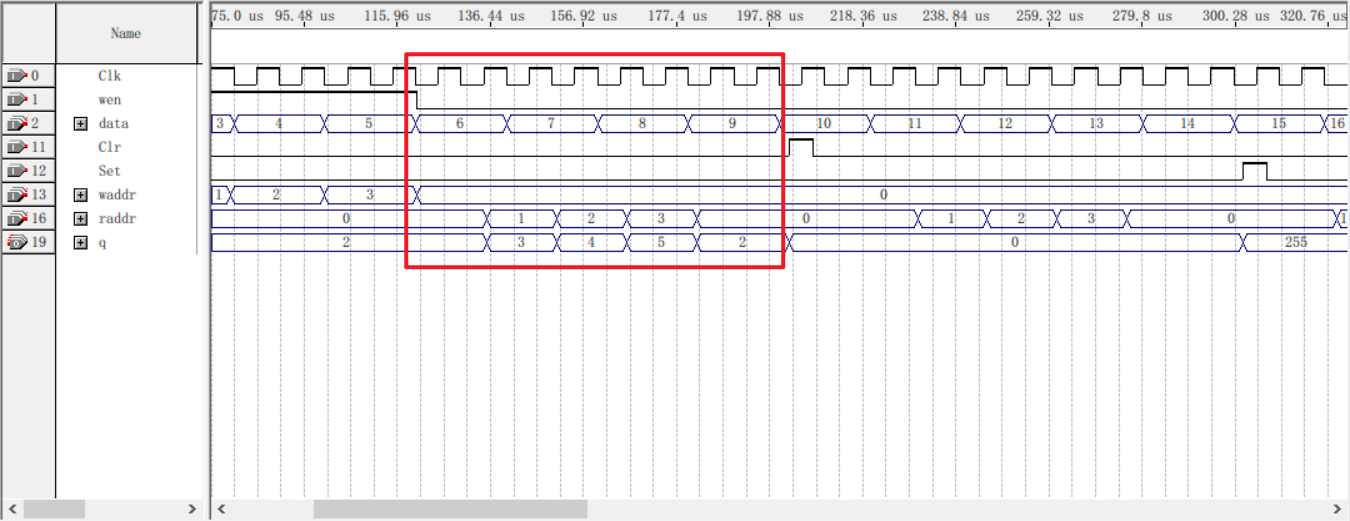 75.0 us 95.48 us 115.96 us 136.44 us 156.92 us 177.4 us 197.88 us 218.36 us 238.84 us 259.32 us 279.8 us 300.28 us 320.76 us
Name
0 Clk
1 wen
2 data 3 4 5 6 7 8 9 10 11 12 13 14 15 16
11 Clr
12 Set
13 waddr 1 2 3 0
16 raddr 0 1 2 3 0 1 2 3 0 1
19 q 2 3 4 5 2 0 255